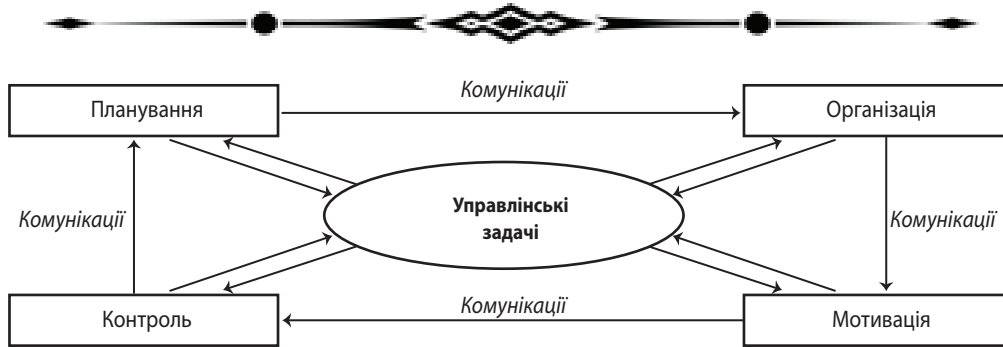 Комунікації
Планування
Організація
Управлінські
задачі
Комунікації
Комунікації
Комунікації
Контроль
Мотивація